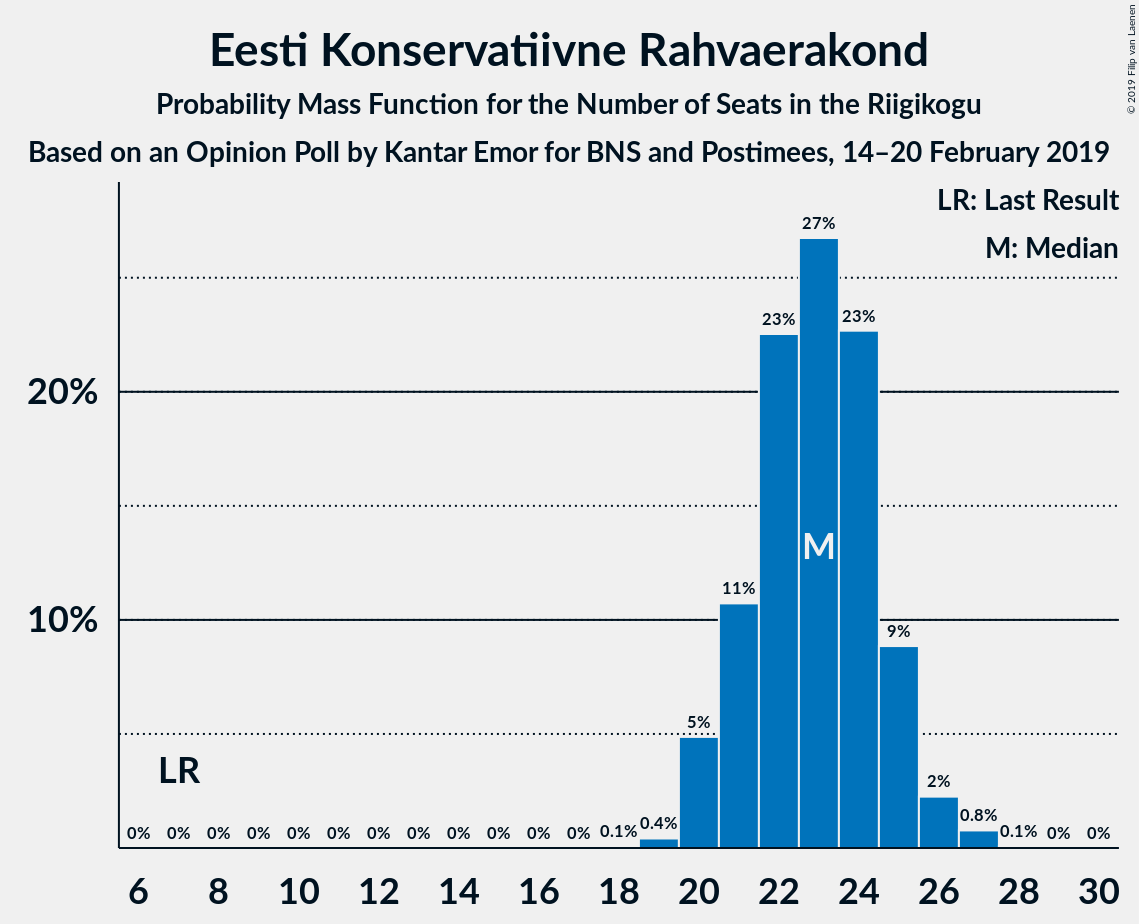 Eesti Konservatiivne Rahvaerakond
Probability Mass Function for the Number of Seats in the Riigikogu
Based on an Opinion Poll by Kantar Emor for BNS and Postimees, 14–20 February 2019
© 2019 Filip van Laenen
LR: Last Result
M: Median
20%
10%
LR
M
0% 0% 0% 0% 0% 0% 0% 0% 0% 0% 0% 0% 0.1% 0.4% 5% 11% 23% 27% 23% 9% 2% 0.8% 0.1% 0% 0%
6 8 10 12 14 16 18 20 22 24 26 28 30